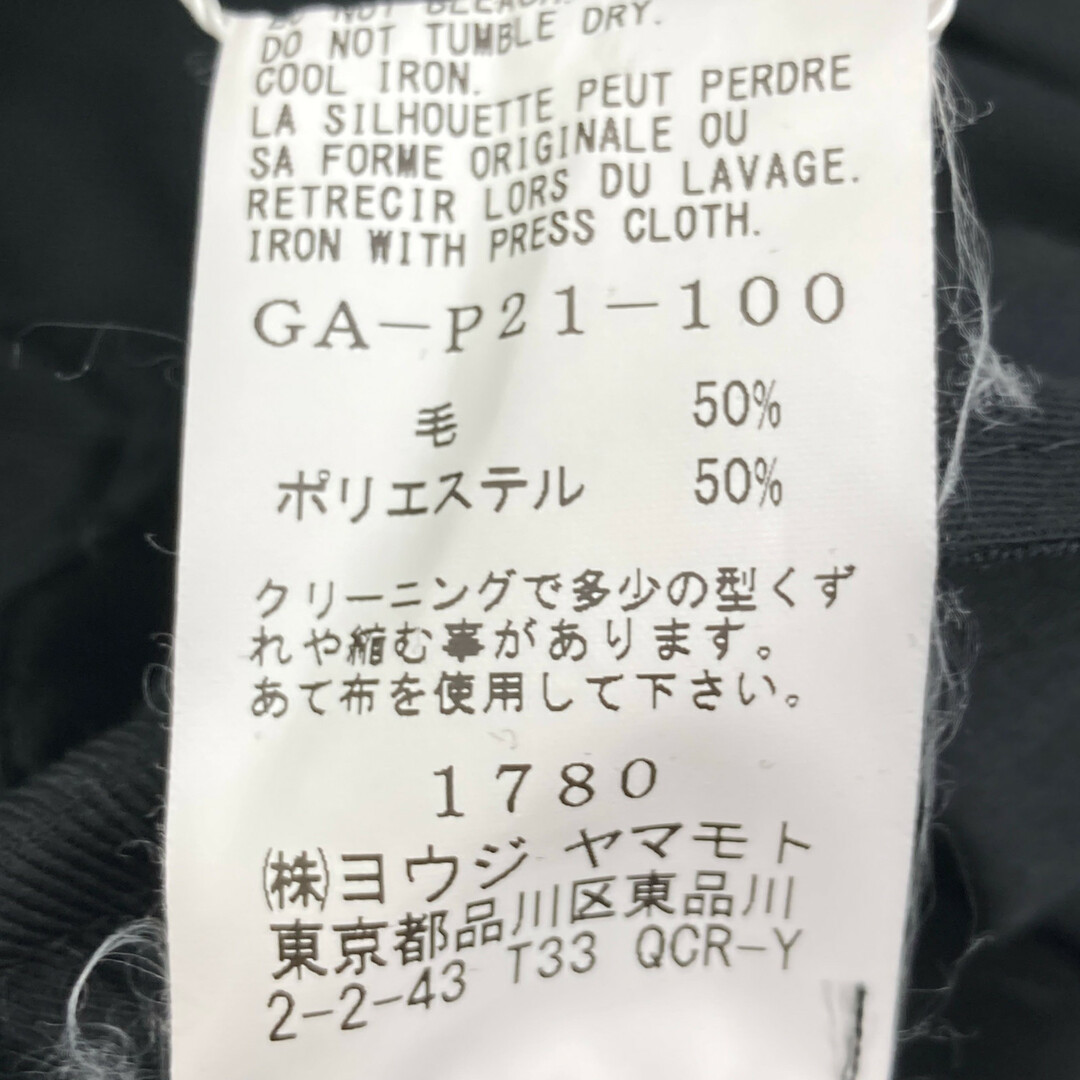 DO NOT BLEACH.
DO NOT TUMBLE DRY.
COOL IRON.
LA SILHOUETTE PEUT PERDRE
SA FORME ORIGINALE OU
RETRECIR LORS DU LAVAGE.
IRON WITH PRESS CLOTH.
GA-P21-100
毛 50%
ポリエステル 50%
クリーニングで多少の型くず
れや縮む事があります。
あて布を使用して下さい。
1780
㈱ヨウジヤマモト
東京都品川区東品川
2-2-43 T33 QCR-Y